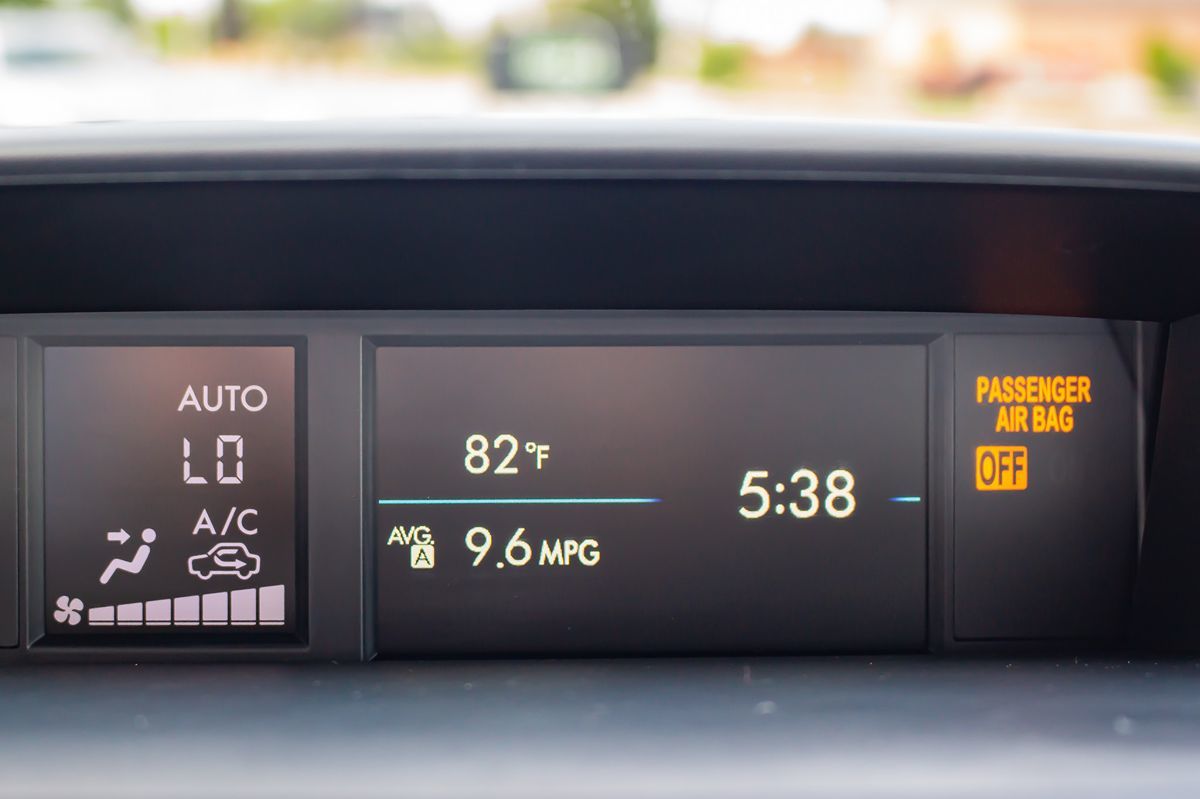 AUTO
LO
A/C
82 °F
5:38
AVG. A 9.6 MPG
PASSENGER
AIR BAG
OFF